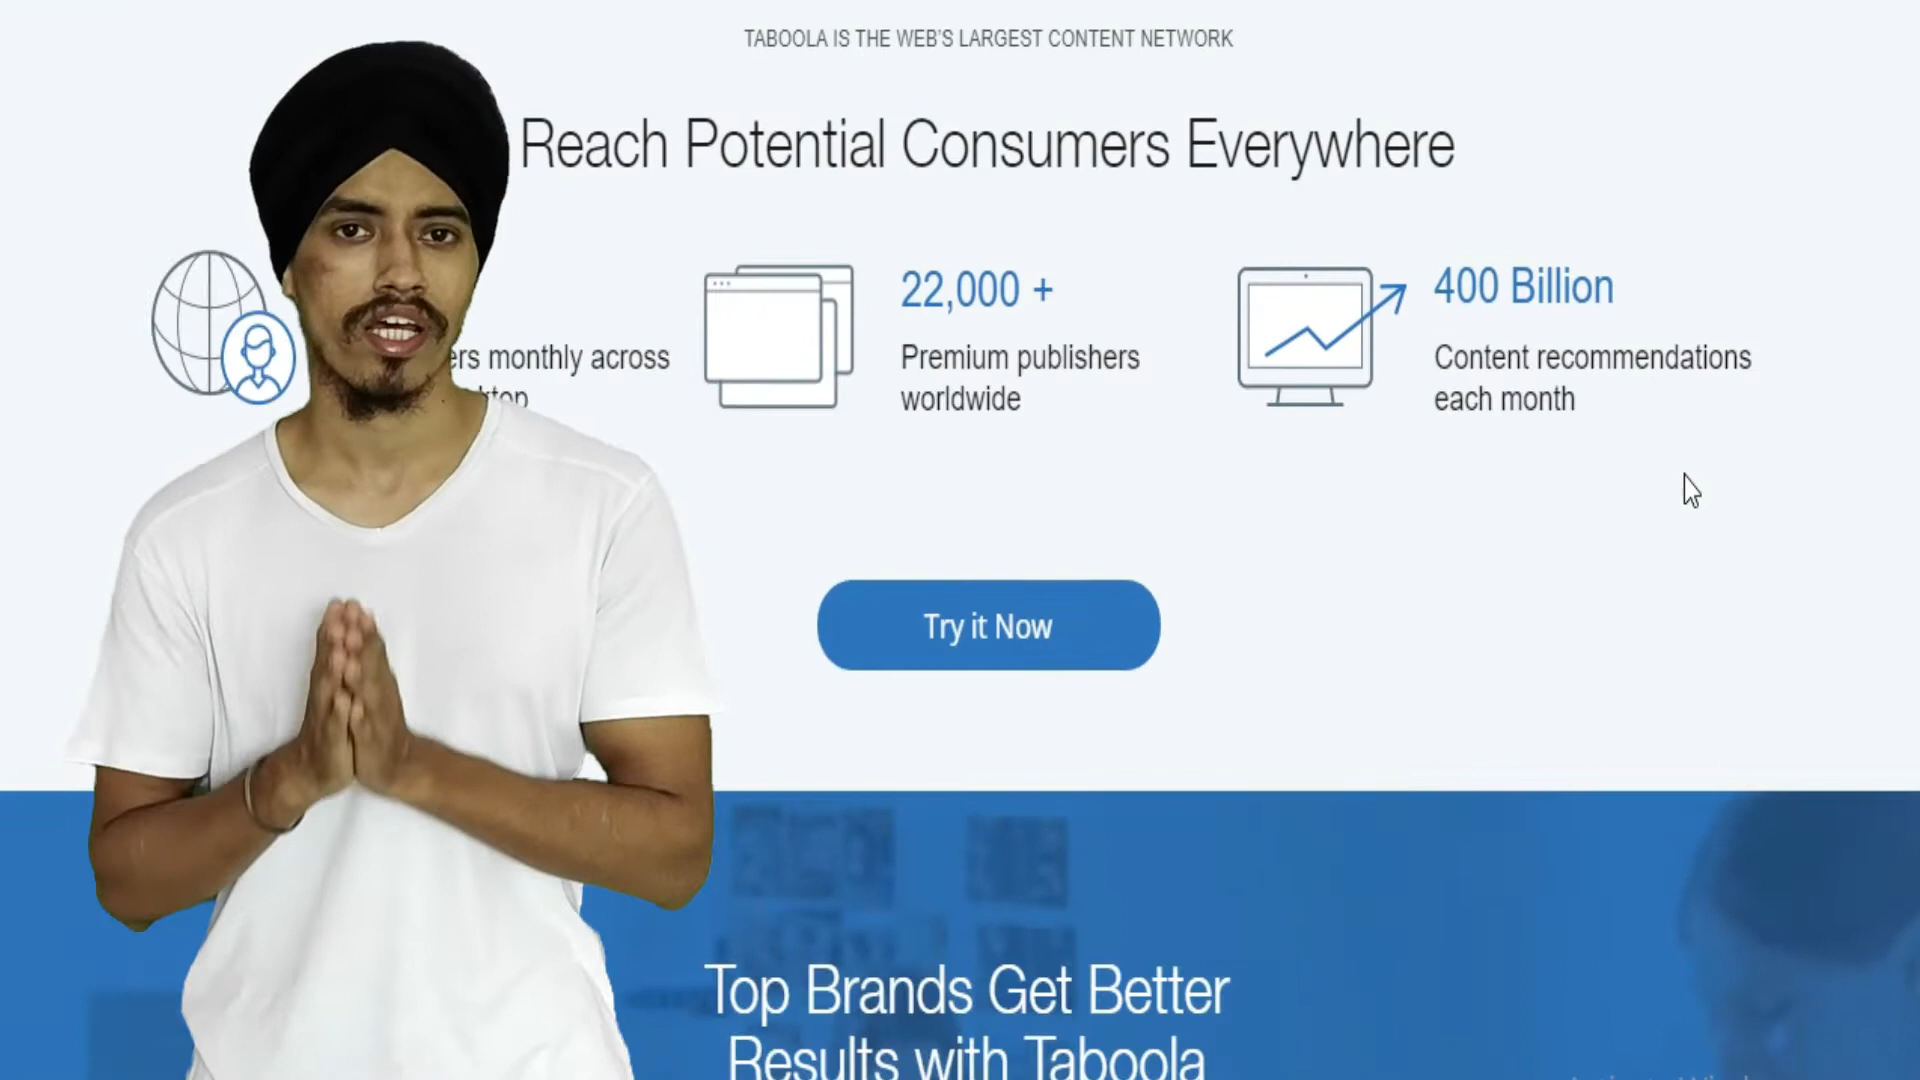 TABOOLA IS THE WEB'S LARGEST CONTENT NETWORK
Reach Potential Consumers Everywhere
monthly across
22,000 +
Premium publishers
worldwide
400 Billion
Content recommendations
each month
Try it Now
Top Brands Get Better
Results with Taboola